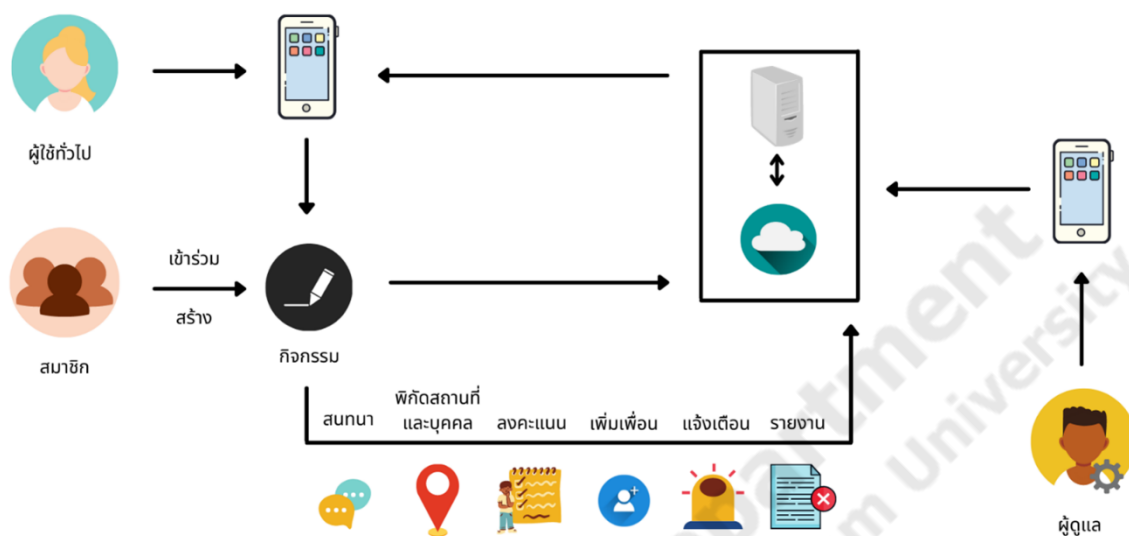 ผู้ใช้ทั่วไป
สมาชิก
เข้าร่วม
สร้าง
กิจกรรม
สนทนา
พิกัดสถานที่
และบุคคล
ลงคะแนน
เพิ่มเพื่อน
แจ้งเตือน
รายงาน
ผู้ดูแล
partment
m University